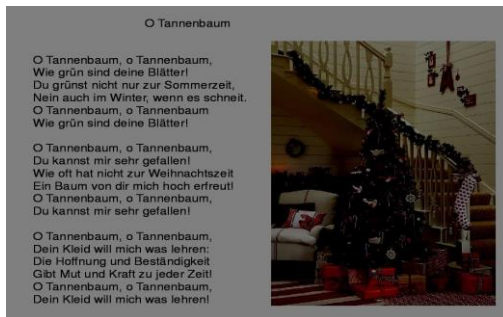 O Tannenbaum
O Tannenbaum, o Tannenbaum,
Wie grün sind deine Blätter!
Du grünst nicht nur zur Sommerzeit,
Nein auch im Winter, wenn es schneit.
O Tannenbaum, o Tannenbaum
Wie grün sind deine Blätter!
O Tannenbaum, o Tannenbaum,
Du kannst mir sehr gefallen!
Wie oft hat nicht zur Weihnachtszeit
Ein Baum von dir mich hoch erfreut!
O Tannenbaum, o Tannenbaum,
Du kannst mir sehr gefallen!
O Tannenbaum, o Tannenbaum,
Dein Kleid will mich was lehren:
Die Hoffnung und Beständigkeit
Gibt Mut und Kraft zu jeder Zeit!
O Tannenbaum, o Tannenbaum,
Dein Kleid will mich was lehren!